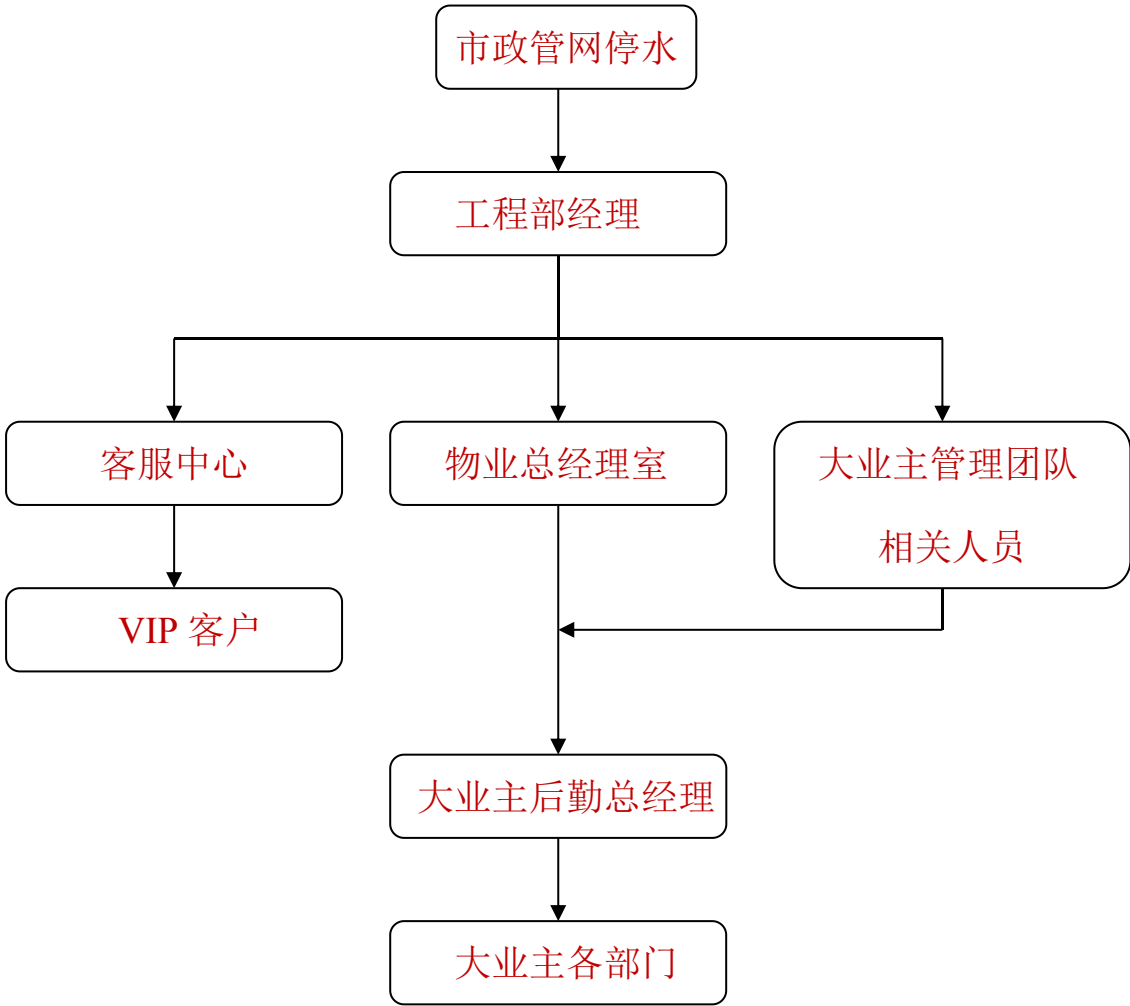 市政管网停水
工程部经理
客服中心
物业总经理室
大业主管理团队
相关人员
VIP 客户
大业主后勤总经理
大业主各部门